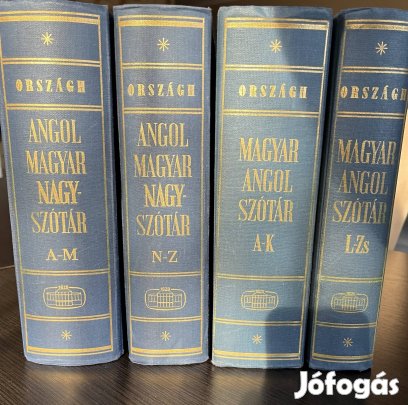 ORSZÁGH
ANGOL
MAGYAR
NAGY-
SZÓTÁR
A-M
ORSZÁGH
ANGOL
MAGYAR
NAGY-
SZÓTÁR
N-Z
ORSZÁGH
MAGYAR
ANGOL
SZÓTÁR
A-K
ORSZÁGH
MAGYAR
ANGOL
SZÓTÁR
L-Zs
Jófogás